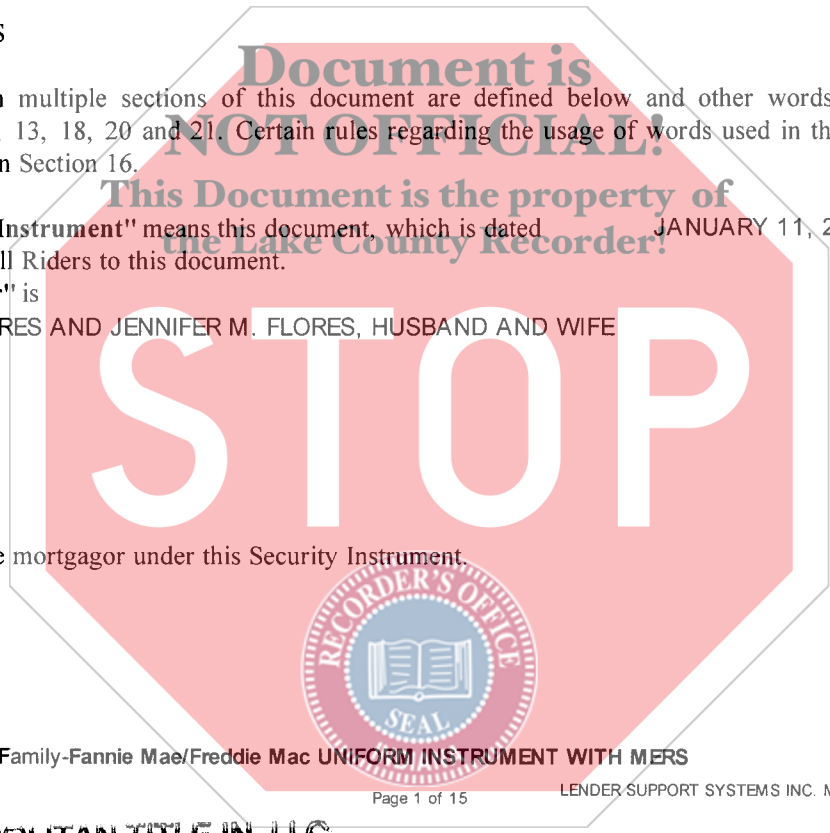 S
Document is
multiple sections of this document are defined below and other words
13, 18, 20 and 21. Certain rules regarding the usage of words used in th
NOT OFFICIAL!
n Section 16.
This Document is the property of
Instrument" means this document, which is dated JANUARY 11, 2
the Lake County Recorder!
ll Riders to this document.
" is
RES AND JENNIFER M. FLORES, HUSBAND AND WIFE
STOP
e mortgagor under this Security Instrument.
RECORDER'S OFFICE
SEAL
INDIANA
Family-Fannie Mae/Freddie Mac UNIFORM INSTRUMENT WITH MERS
Page 1 of 15
LENDER SUPPORT SYSTEMS INC. M